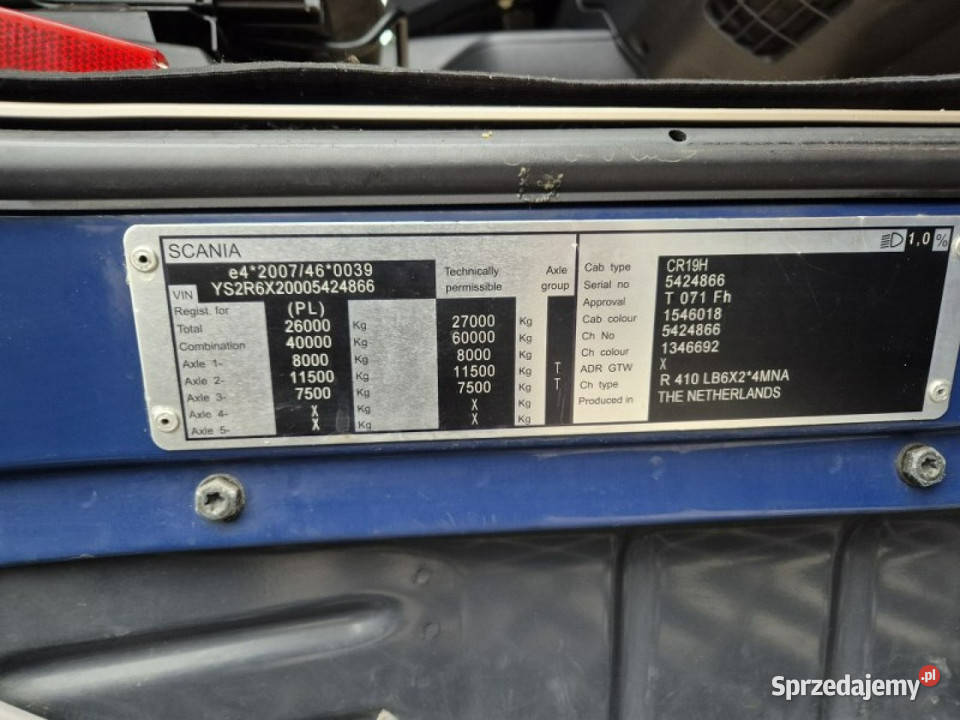 SCANIA
1,0 %
e4*2007/46*0039
VIN YS2R6X20005424866
Technically permissible
Axle group
Regist. for (PL)
Total 26000 Kg 27000 Kg
Combination 40000 Kg 60000 Kg
Axle 1- 8000 Kg 8000 Kg
Axle 2- 11500 Kg 11500 Kg T
Axle 3- 7500 Kg 7500 Kg T
Axle 4- X Kg X Kg
Axle 5- X Kg X Kg
Cab type CR19H
Serial no 5424866
Approval T 071 Fh
Cab colour 1546018
Ch No 5424866
Ch colour 1346692
ADR GTW X
Ch type R 410 LB6X2*4MNA
Produced in THE NETHERLANDS
Sprzedajemy.pl